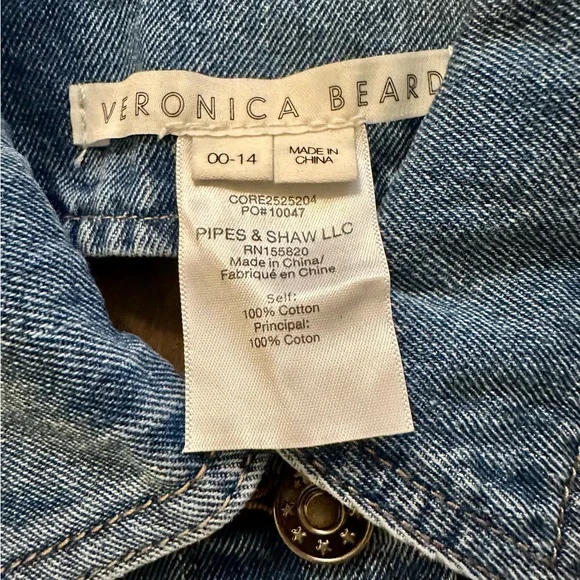 VERONICA BEARD
00-14
MADE IN
CHINA
CORE2525204
PO#10047
PIPES & SHAW LLC
RN155820
Made in China/
Fabriqué en Chine
Self:
100% Cotton
Principal:
100% Coton